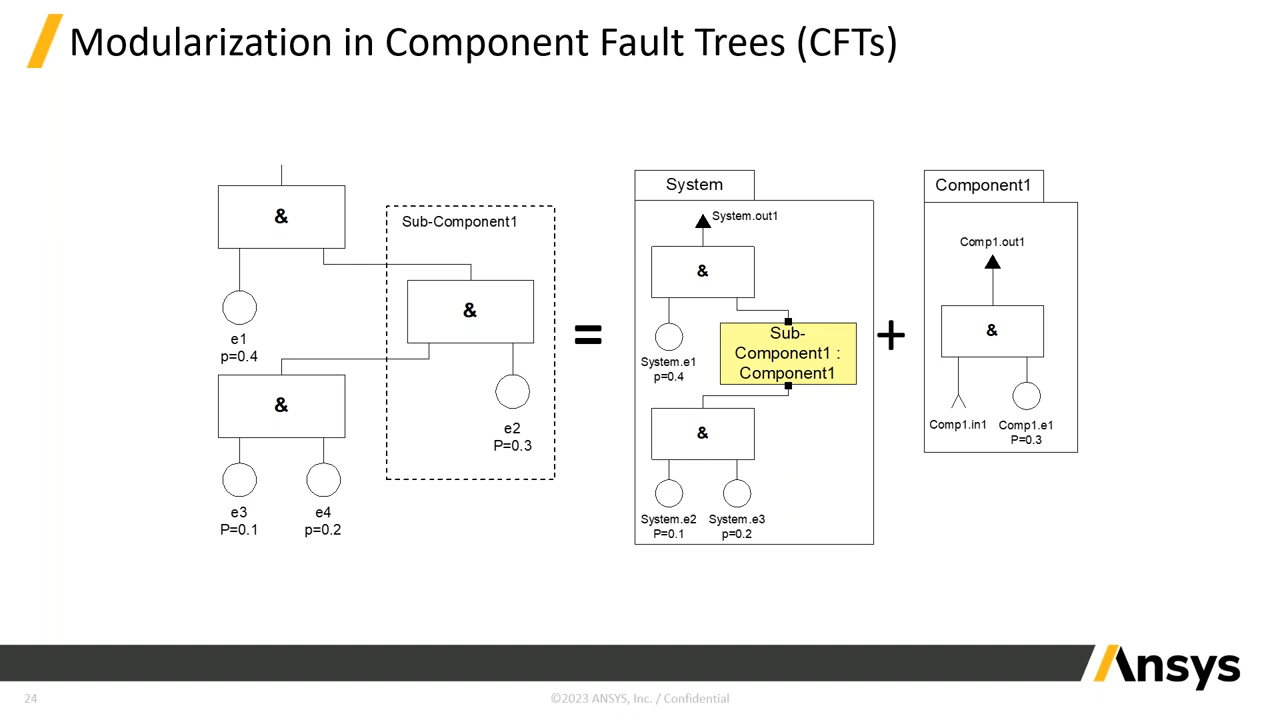 Modularization in Component Fault Trees (CFTs)
&
Sub-Component1
&
e1
p=0.4
&
e2
P=0.3
e3
P=0.1
e4
p=0.2
=
System
System.out1
&
System.e1
p=0.4
Sub-
Component1 :
Component1
&
System.e2
P=0.1
System.e3
p=0.2
+
Component1
Comp1.out1
&
Comp1.in1
Comp1.e1
P=0.3
Ansys
24
©2023 ANSYS, Inc. / Confidential